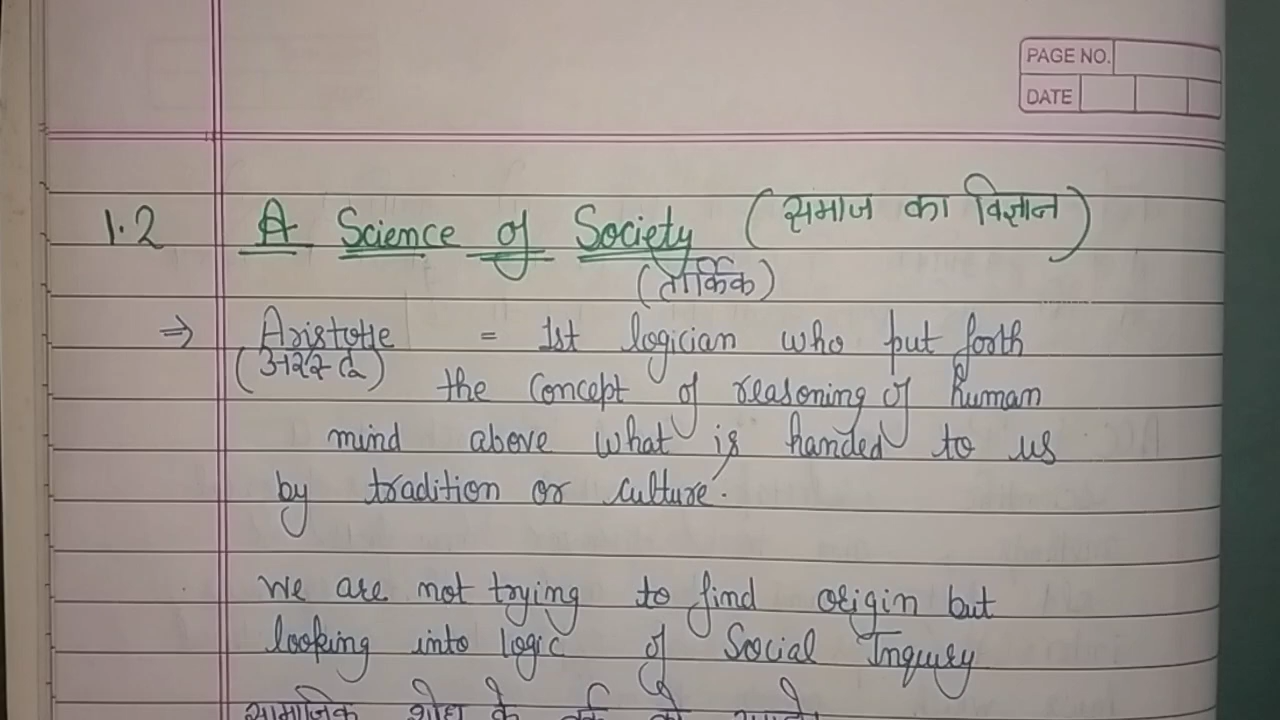 PAGE NO.
DATE
1.2 A Science of Society (समाज का विज्ञान)
(तार्किक)
⇒ Aristotle = 1st logician who put forth
(अरस्तु) the concept of reasoning of human
mind above what is handed to us
by tradition or culture.
We are not trying to find origin but
looking into logic of Social Inquiry
सामाजिक शोध के तर्क को